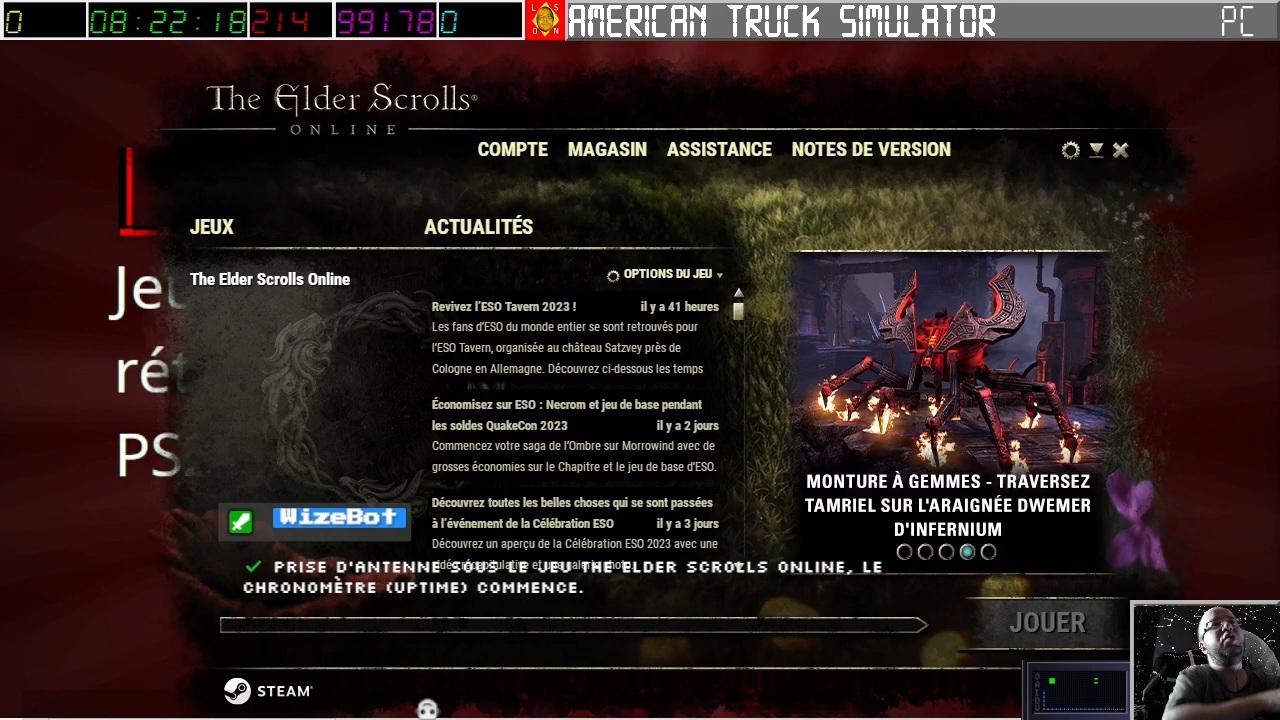 0 08:22:18 214 991780 0 SDON AMERICAN TRUCK SIMULATOR PC
The Elder Scrolls®
ONLINE
COMPTE MAGASIN ASSISTANCE NOTES DE VERSION
L
JEUX ACTUALITÉS
Jeu
The Elder Scrolls Online
OPTIONS DU JEU
Revivez l'ESO Tavern 2023 ! il y a 41 heures
Les fans d'ESO du monde entier se sont retrouvés pour
l'ESO Tavern, organisée au château Satzvey près de
Cologne en Allemagne. Découvrez ci-dessous les temps
rét
Économisez sur ESO : Necrom et jeu de base pendant
les soldes QuakeCon 2023 il y a 2 jours
Commencez votre saga de l'Ombre sur Morrowind avec de
grosses économies sur le Chapitre et le jeu de base d'ESO.
PS
Découvrez toutes les belles choses qui se sont passées
à l'événement de la Célébration ESO il y a 3 jours
Découvrez un aperçu de la Célébration ESO 2023 avec une
MONTURE À GEMMES - TRAVERSEZ
TAMRIEL SUR L'ARAIGNÉE DWEMER
D'INFERNIUM
WizeBot
PRISE D'ANTENNE SOUS LE JEU THE ELDER SCROLLS ONLINE, LE
CHRONOMÈTRE (UPTIME) COMMENCE.
JOUER
STEAM